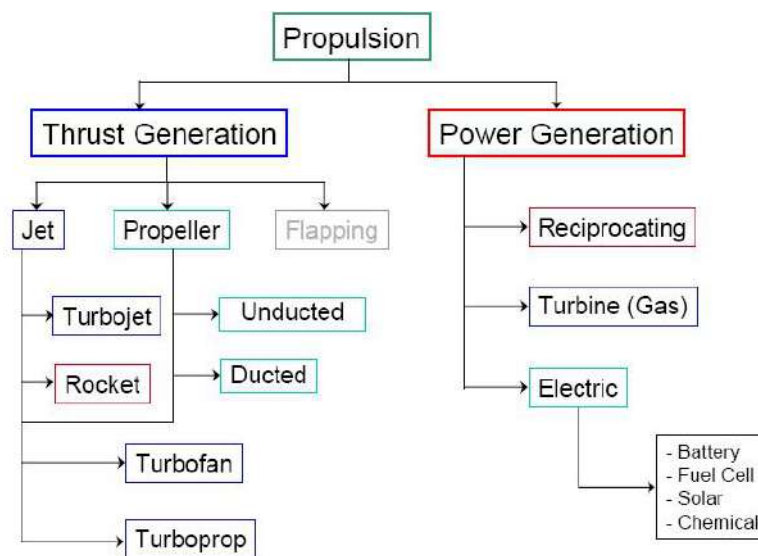 Propulsion
Thrust Generation
Power Generation
Jet
Propeller
Flapping
Reciprocating
Turbojet
Unducted
Turbine (Gas)
Rocket
Ducted
Electric
Turbofan
Turboprop
- Battery
- Fuel Cell
- Solar
- Chemical